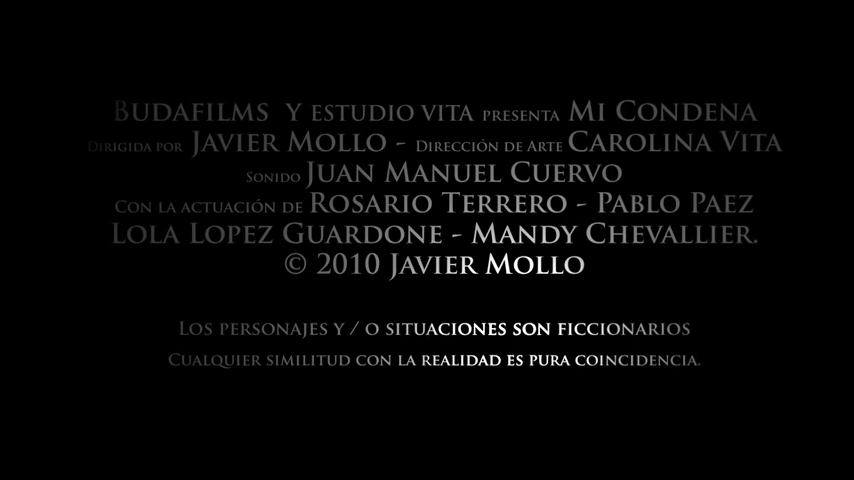 Budafilms y estudio vita presenta Mi Condena
Dirigida por Javier Mollo - Dirección de Arte Carolina Vita
sonido Juan Manuel Cuervo
Con la actuación de Rosario Terrero - Pablo Paez
Lola Lopez Guardone - Mandy Chevallier.
© 2010 Javier Mollo
Los personajes y / o situaciones son ficcionarios
Cualquier similitud con la realidad es pura coincidencia.